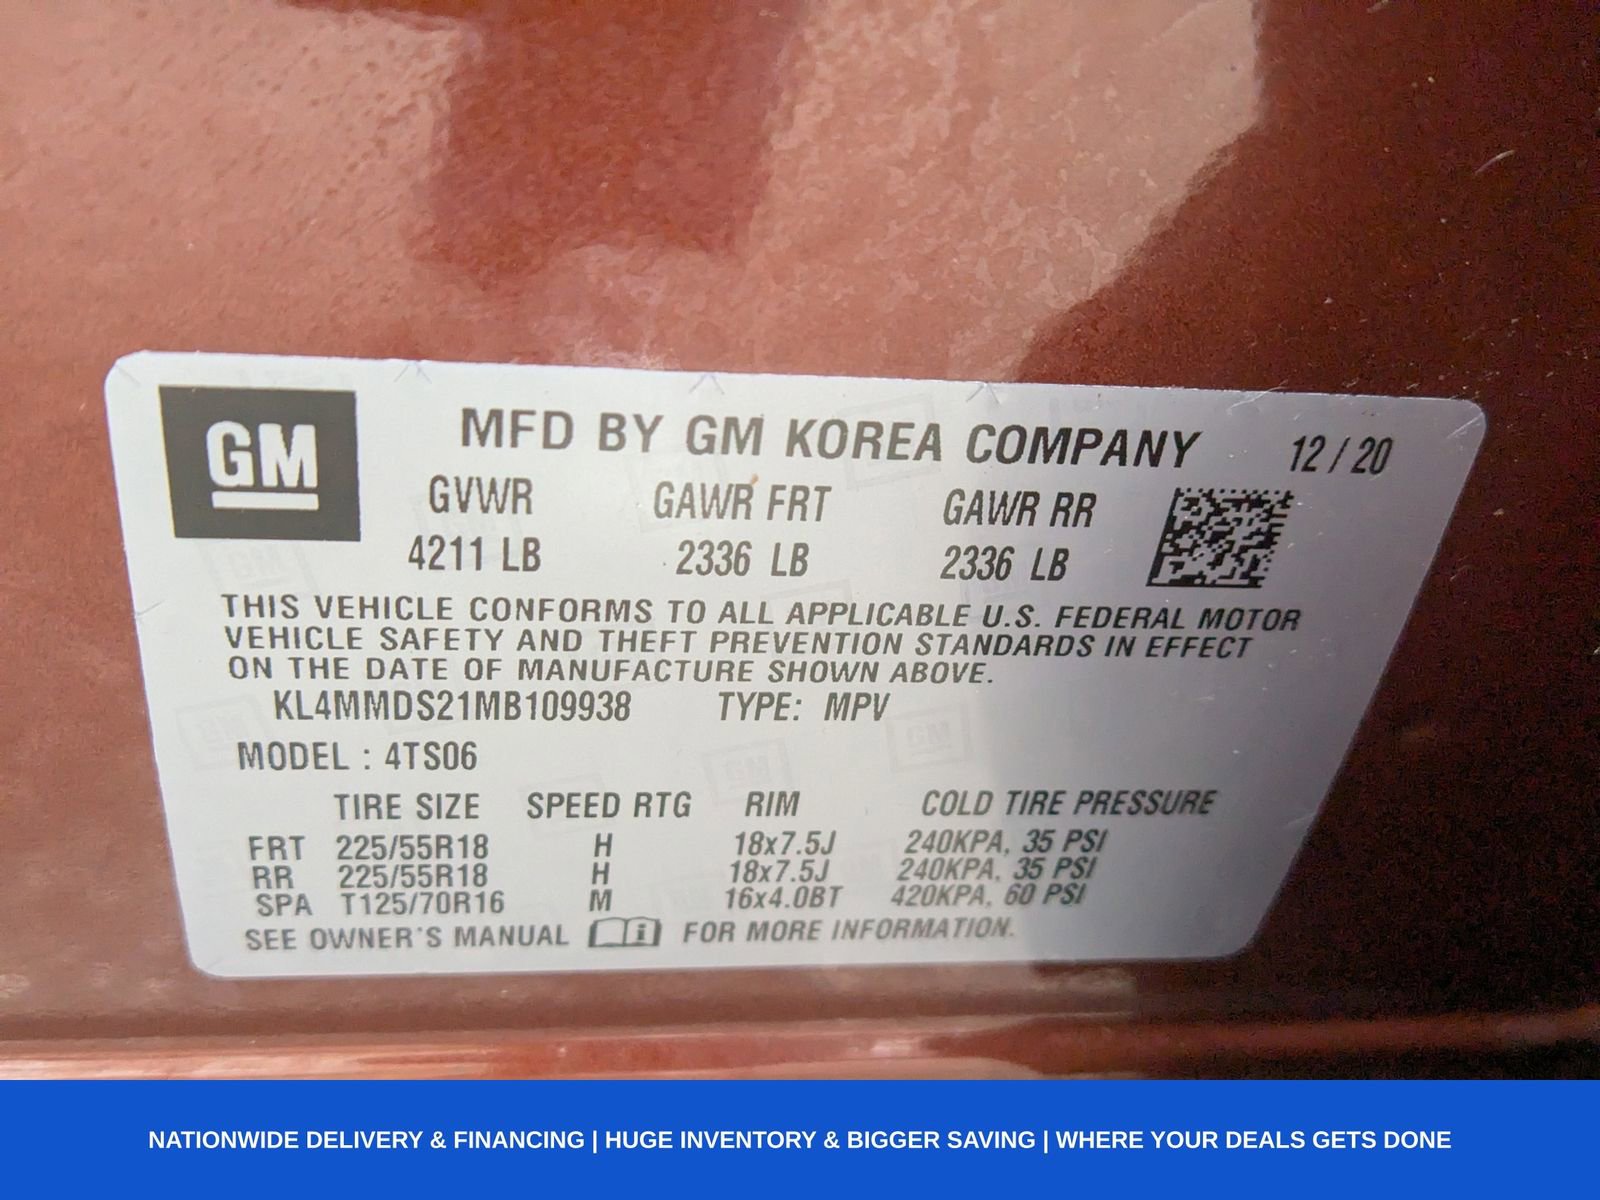 GM
MFD BY GM KOREA COMPANY 12 / 20
GVWR GAWR FRT GAWR RR
4211 LB 2336 LB 2336 LB
THIS VEHICLE CONFORMS TO ALL APPLICABLE U.S. FEDERAL MOTOR
VEHICLE SAFETY AND THEFT PREVENTION STANDARDS IN EFFECT
ON THE DATE OF MANUFACTURE SHOWN ABOVE.
KL4MMDS21MB109938 TYPE: MPV
MODEL : 4TS06
TIRE SIZE SPEED RTG RIM COLD TIRE PRESSURE
FRT 225/55R18 H 18x7.5J 240KPA, 35 PSI
RR 225/55R18 H 18x7.5J 240KPA, 35 PSI
SPA T125/70R16 M 16x4.0BT 420KPA, 60 PSI
SEE OWNER'S MANUAL i FOR MORE INFORMATION.
NATIONWIDE DELIVERY & FINANCING | HUGE INVENTORY & BIGGER SAVING | WHERE YOUR DEALS GETS DONE